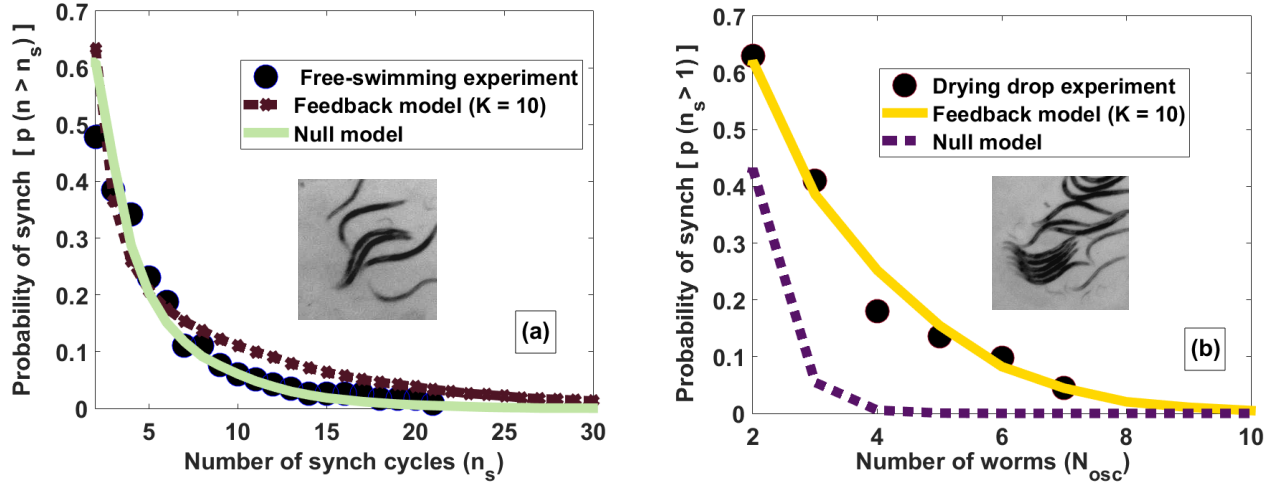 0.7
0.6
0.5
0.4
0.3
0.2
0.1
0
Probability of synch [ p (n > n_s) ]
Free-swimming experiment
Feedback model (K = 10)
Null model
(a)
5 10 15 20 25 30
Number of synch cycles (n_s)
0.7
0.6
0.5
0.4
0.3
0.2
0.1
0
Probability of synch [ p (n_s > 1) ]
Drying drop experiment
Feedback model (K = 10)
Null model
(b)
2 4 6 8 10
Number of worms (N_osc)